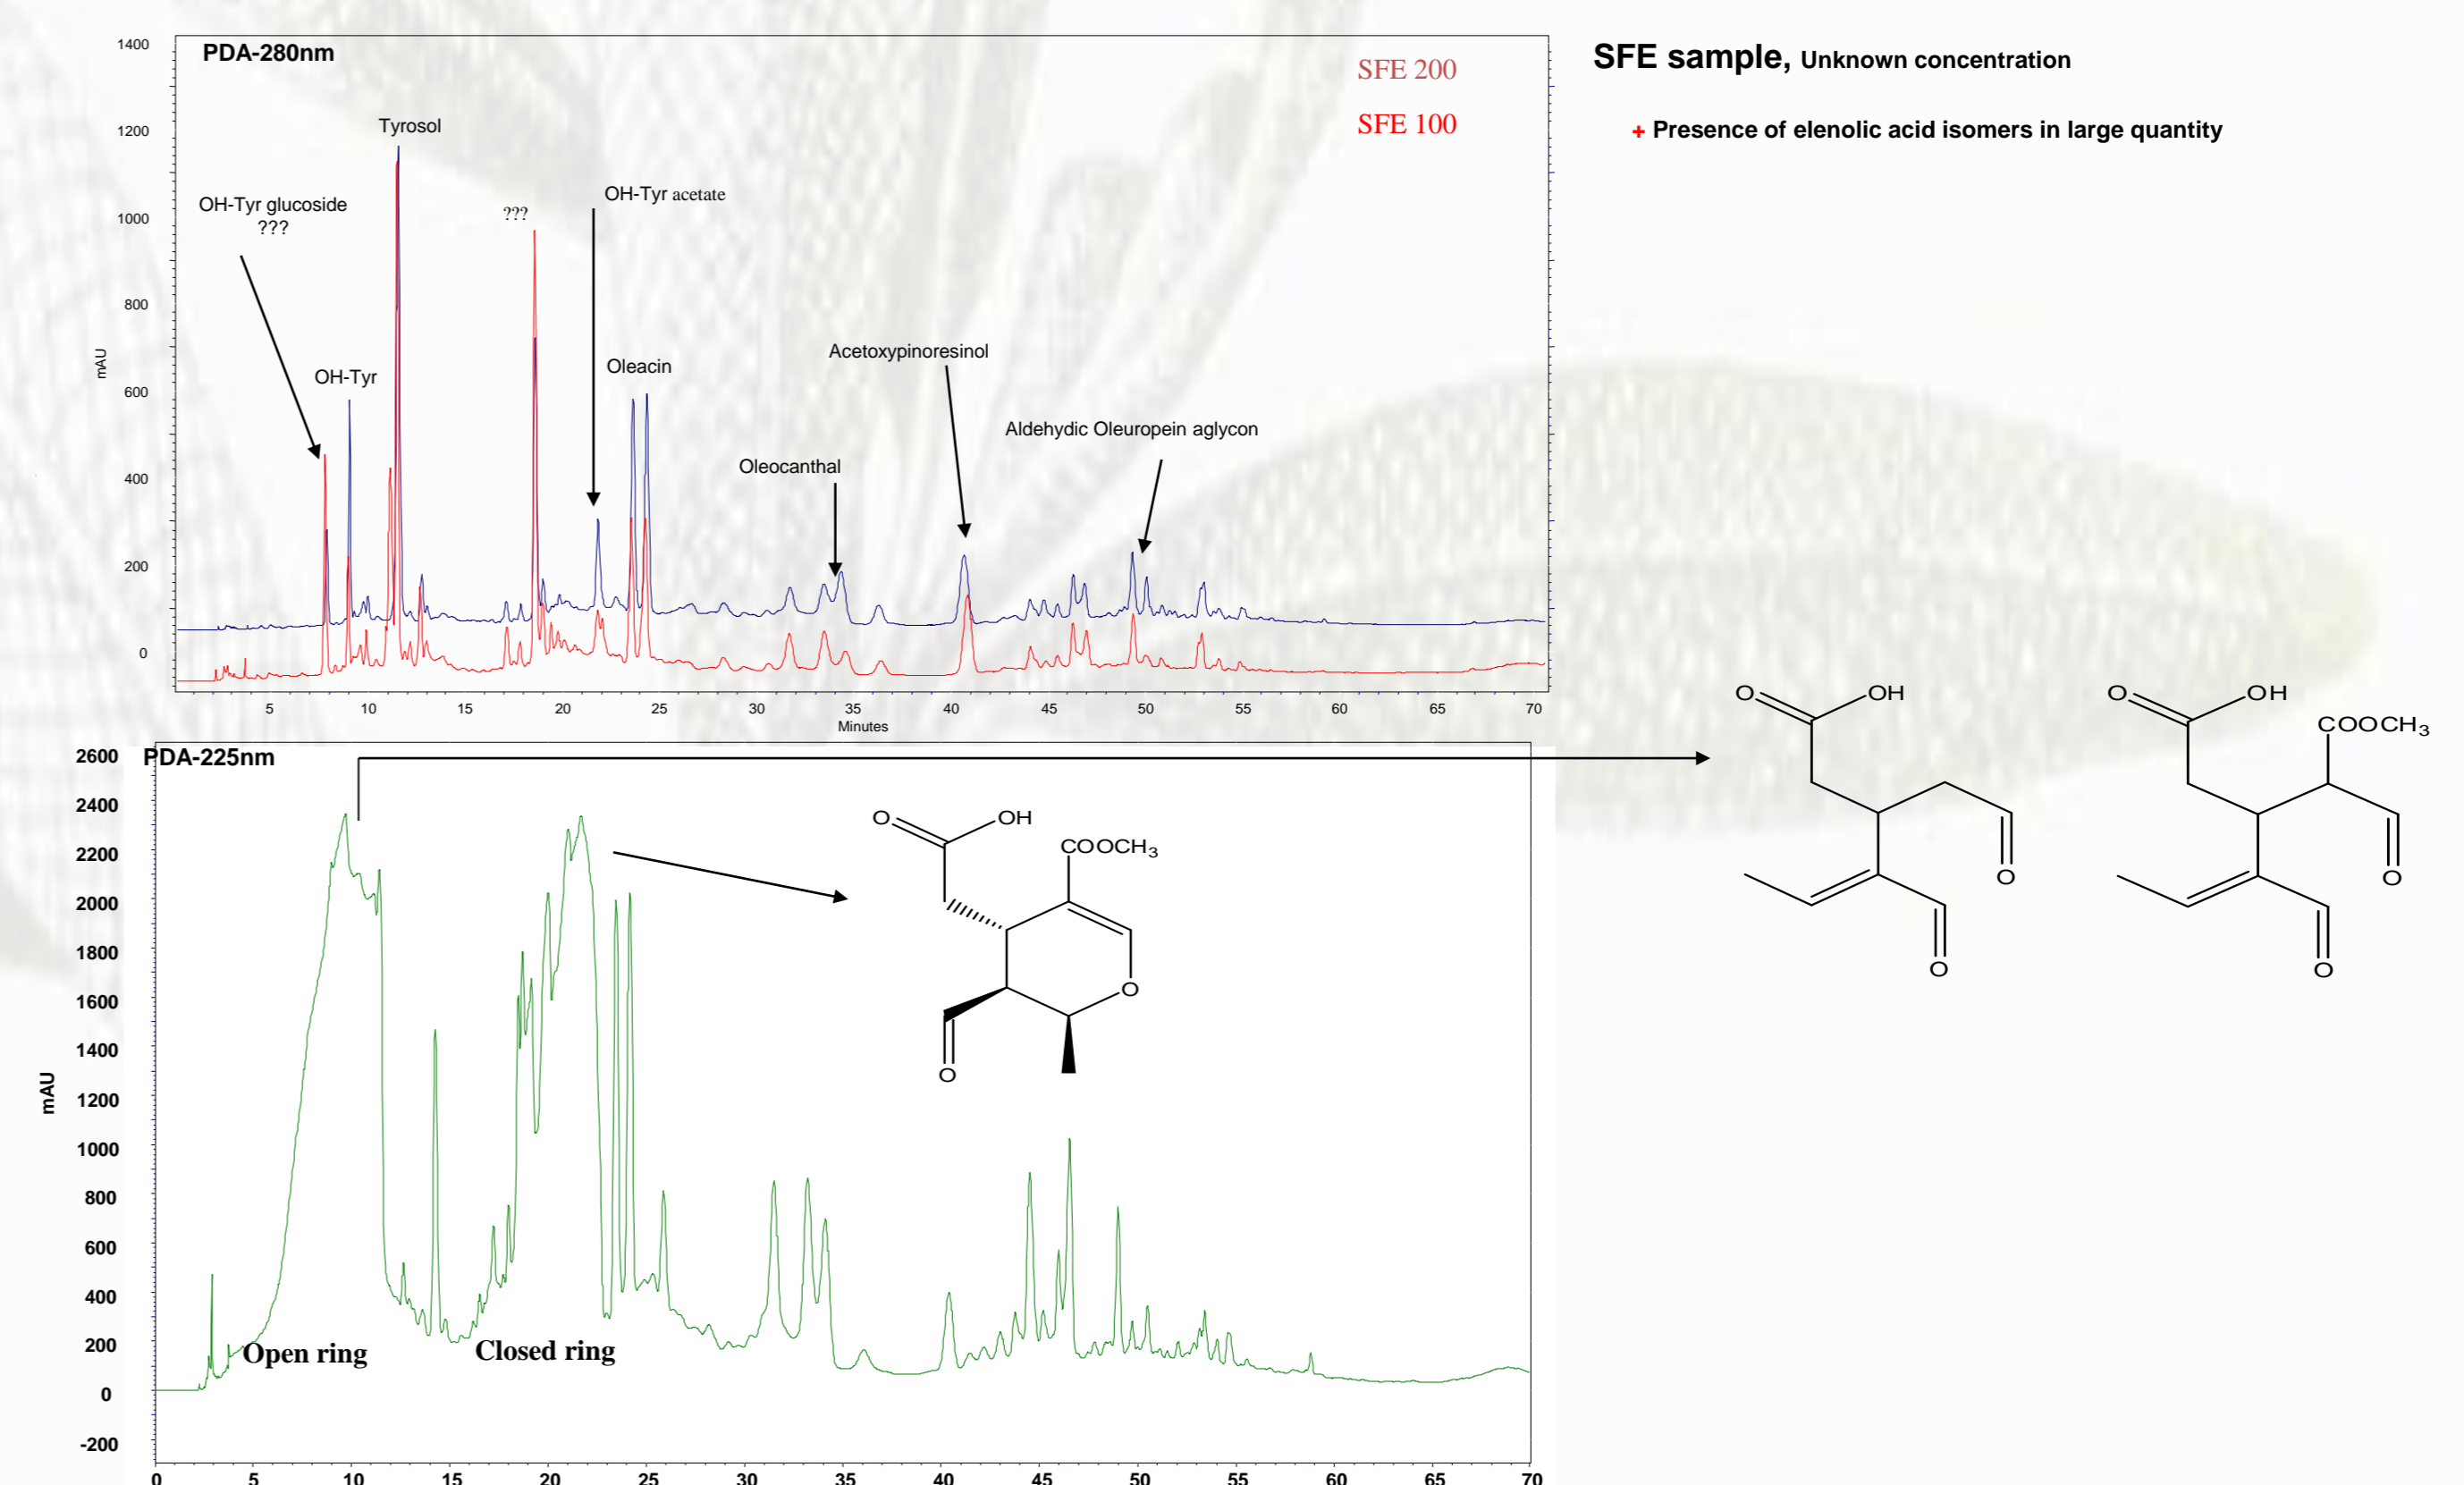 PDA-280nm
SFE 200
SFE 100
SFE sample, Unknown concentration
+ Presence of elenolic acid isomers in large quantity
1400
1200
1000
800
600
400
200
0
mAU
Tyrosol
OH-Tyr glucoside
???
???
OH-Tyr acetate
OH-Tyr
Oleacin
Acetoxypinoresinol
Aldehydic Oleuropein aglycon
Oleocanthal
5 10 15 20 25 30 35 40 45 50 55 60 65 70
Minutes
PDA-225nm
2600
2400
2200
2000
1800
1600
1400
1200
1000
800
600
400
200
0
-200
mAU
O
OH
COOCH3
O
O
O
OH
O
O
O
OH
COOCH3
O
O
Open ring
Closed ring
0 5 10 15 20 25 30 35 40 45 50 55 60 65 70